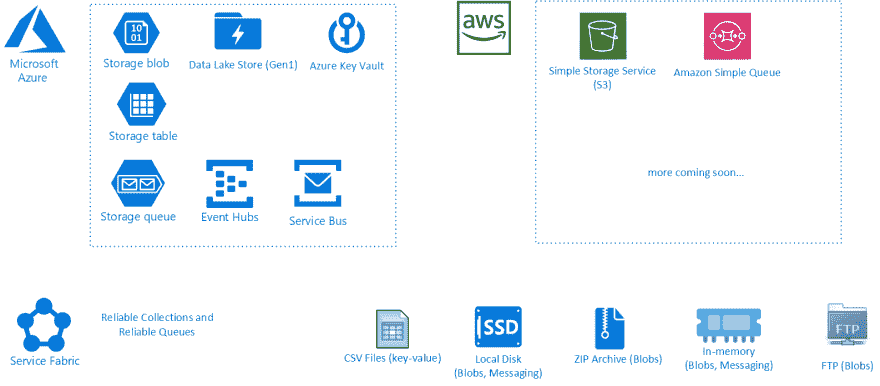 Microsoft
Azure
10
01
Storage blob
Data Lake Store (Gen1)
Azure Key Vault
Storage table
Storage queue
Event Hubs
Service Bus
aws
Simple Storage Service
(S3)
Amazon Simple Queue
more coming soon...
Service Fabric
Reliable Collections and
Reliable Queues
CSV Files (key-value)
SSD
Local Disk
(Blobs, Messaging)
ZIP Archive (Blobs)
In-memory
(Blobs, Messaging)
FTP
FTP (Blobs)